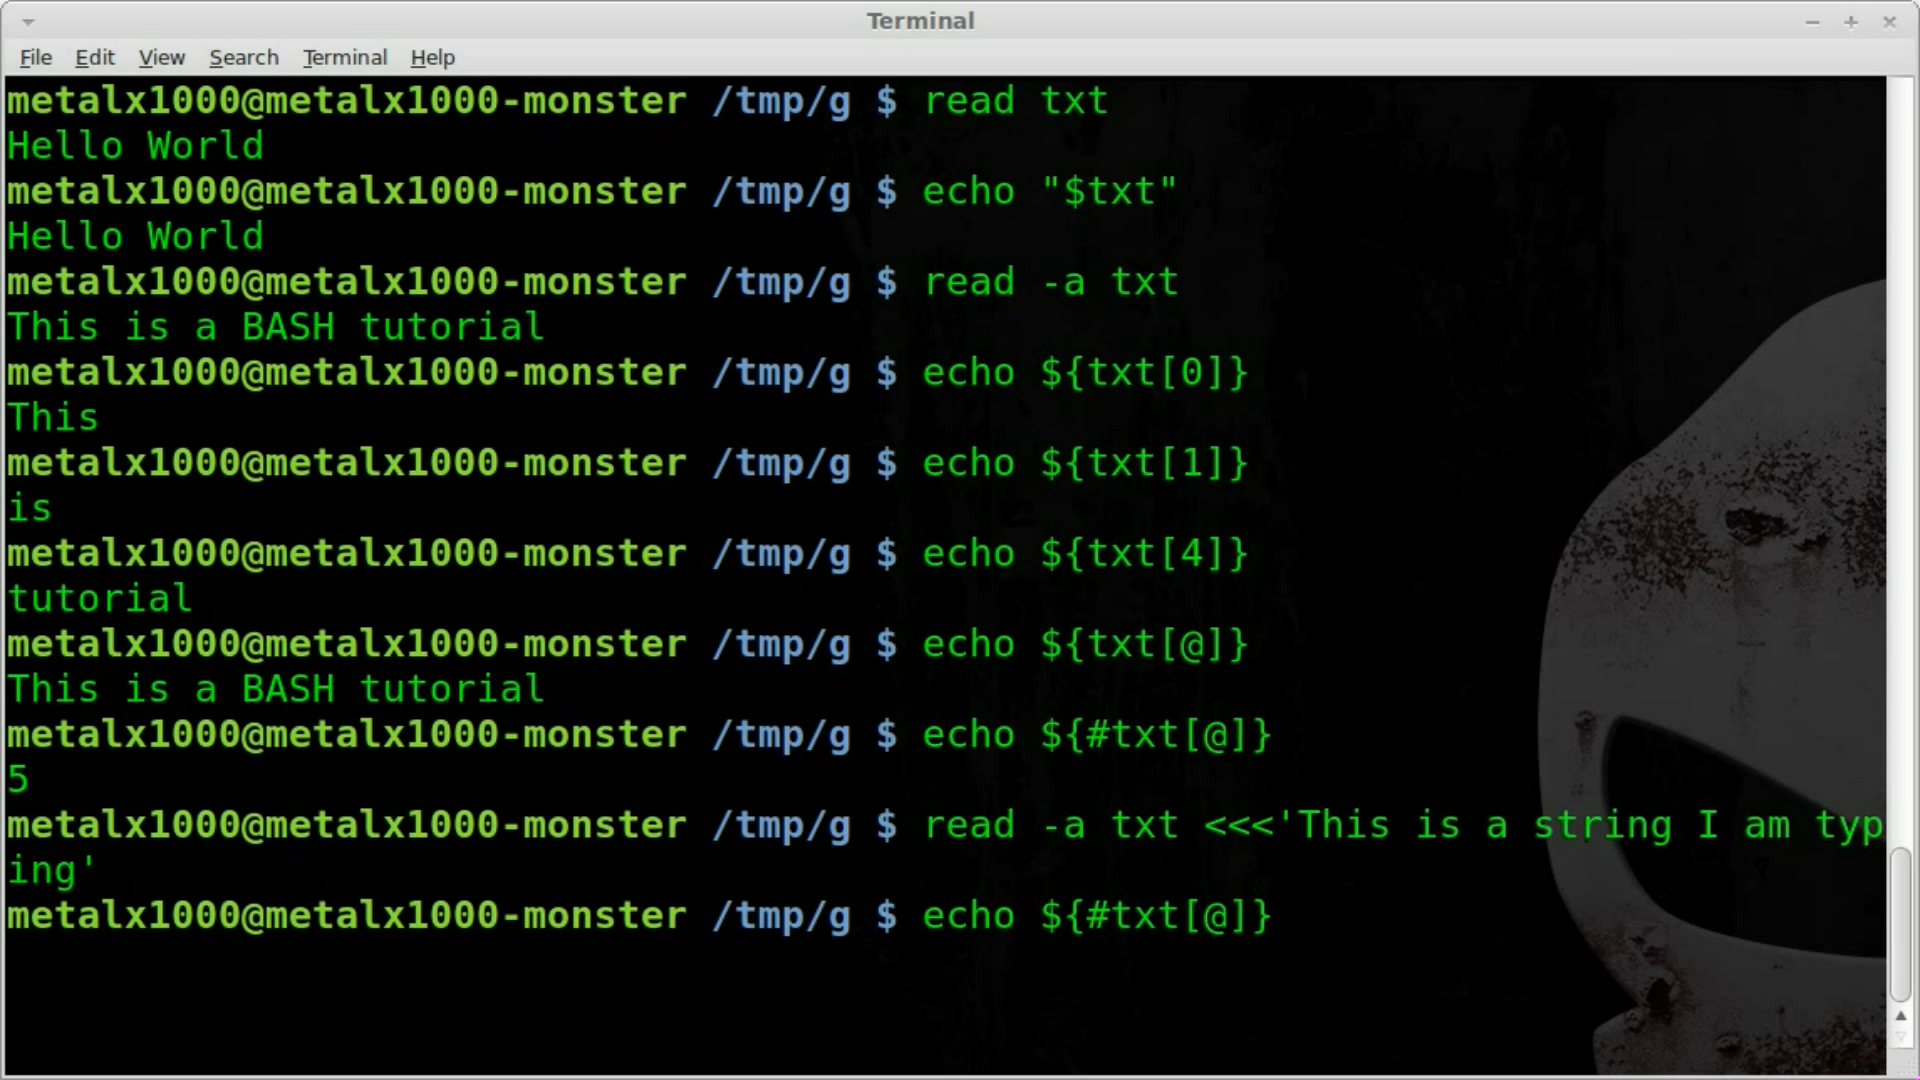 Terminal
File Edit View Search Terminal Help
metalx1000@metalx1000-monster /tmp/g $ read txt
Hello World
metalx1000@metalx1000-monster /tmp/g $ echo "$txt"
Hello World
metalx1000@metalx1000-monster /tmp/g $ read -a txt
This is a BASH tutorial
metalx1000@metalx1000-monster /tmp/g $ echo ${txt[0]}
This
metalx1000@metalx1000-monster /tmp/g $ echo ${txt[1]}
is
metalx1000@metalx1000-monster /tmp/g $ echo ${txt[4]}
tutorial
metalx1000@metalx1000-monster /tmp/g $ echo ${txt[@]}
This is a BASH tutorial
metalx1000@metalx1000-monster /tmp/g $ echo ${#txt[@]}
5
metalx1000@metalx1000-monster /tmp/g $ read -a txt <<<'This is a string I am typ
ing'
metalx1000@metalx1000-monster /tmp/g $ echo ${#txt[@]}